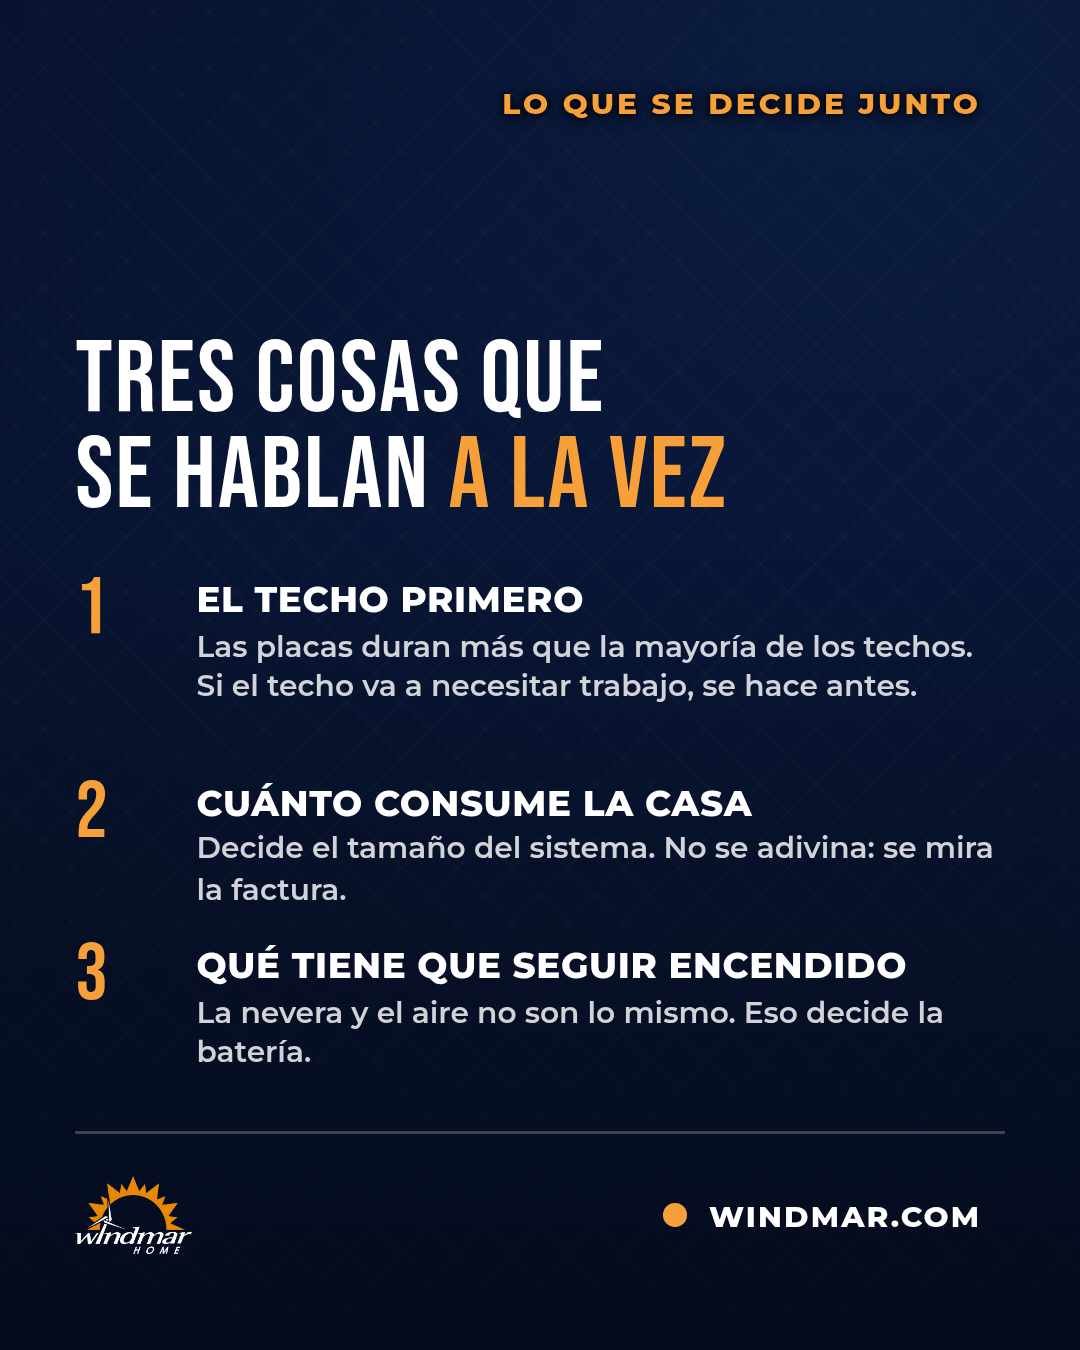 LO QUE SE DECIDE JUNTO
TRES COSAS QUE
SE HABLAN A LA VEZ
1
EL TECHO PRIMERO
Las placas duran más que la mayoría de los techos.
Si el techo va a necesitar trabajo, se hace antes.
2
CUÁNTO CONSUME LA CASA
Decide el tamaño del sistema. No se adivina: se mira
la factura.
3
QUÉ TIENE QUE SEGUIR ENCENDIDO
La nevera y el aire no son lo mismo. Eso decide la
batería.
windmar
HOME
WINDMAR.COM